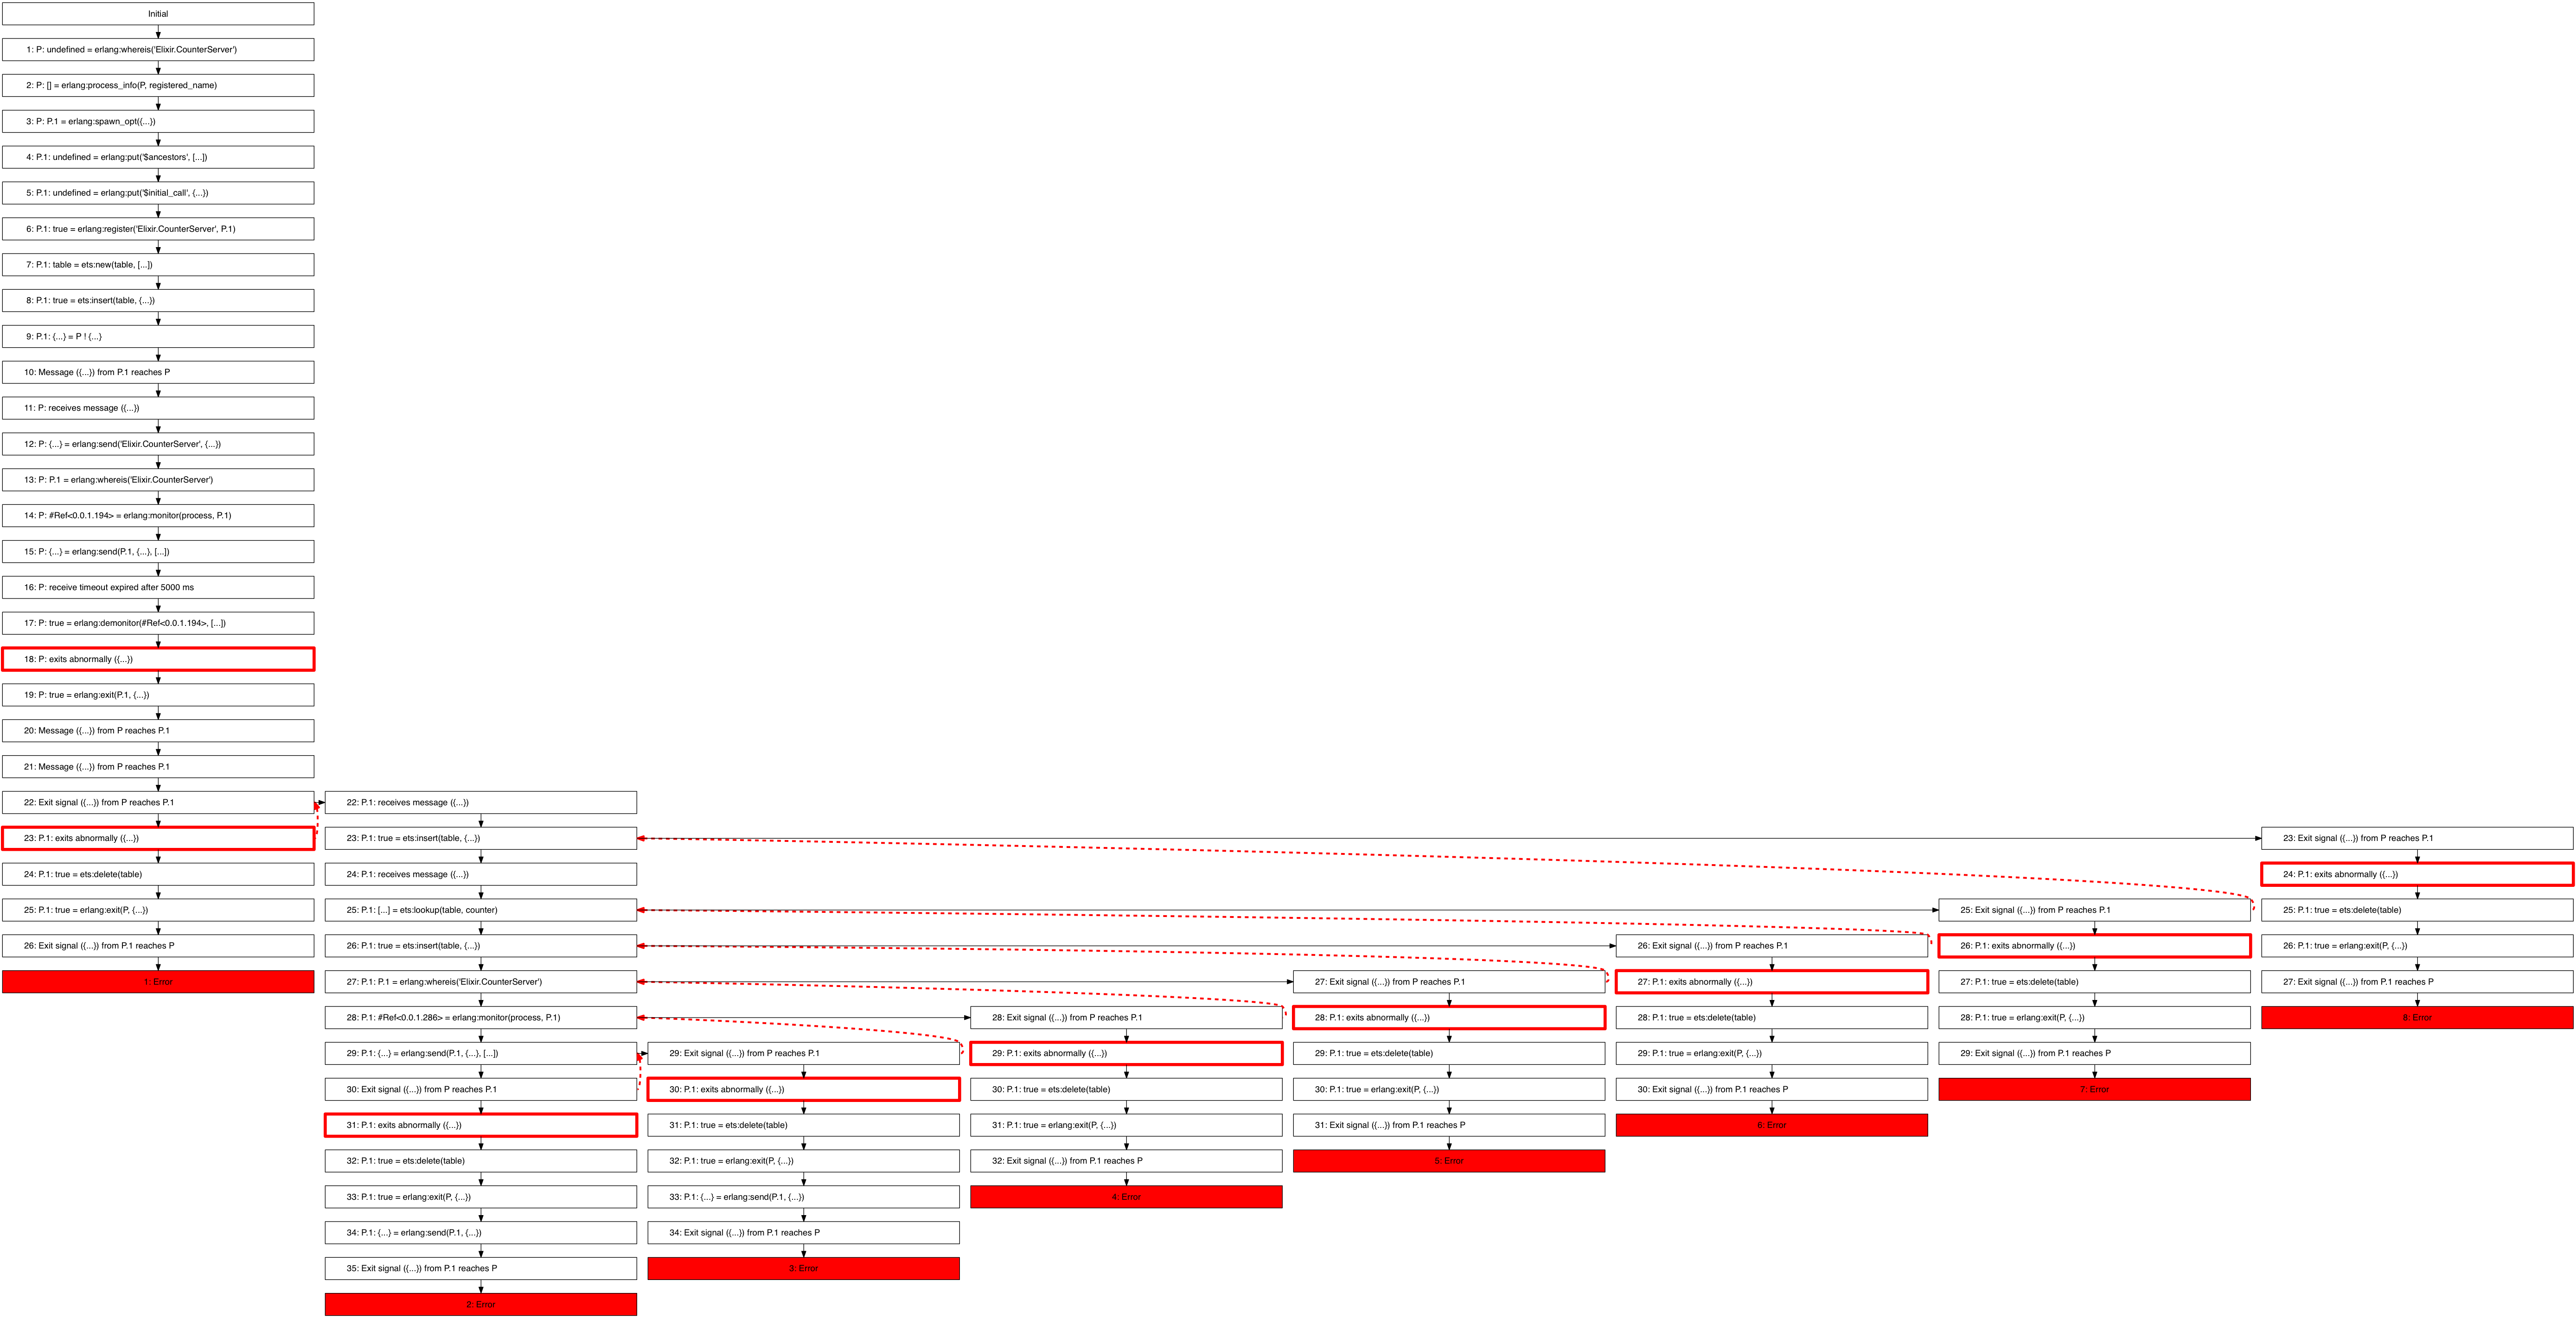 Initial
1: P: undefined = erlang:whereis('Elixir.CounterServer')
2: P: [] = erlang:process_info(P, registered_name)
3: P: P.1 = erlang:spawn_opt({...})
4: P.1: undefined = erlang:put('$ancestors', [...])
5: P.1: undefined = erlang:put('$initial_call', {...})
6: P.1: true = erlang:register('Elixir.CounterServer', P.1)
7: P.1: table = ets:new(table, [...])
8: P.1: true = ets:insert(table, {...})
9: P.1: {...} = P ! {...}
10: Message ({...}) from P.1 reaches P
11: P: receives message ({...})
12: P: {...} = erlang:send('Elixir.CounterServer', {...})
13: P: P.1 = erlang:whereis('Elixir.CounterServer')
14: P: #Ref<0.0.1.194> = erlang:monitor(process, P.1)
15: P: {...} = erlang:send(P.1, {...}, [...])
16: P: receive timeout expired after 5000 ms
17: P: true = erlang:demonitor(#Ref<0.0.1.194>, [...])
18: P: exits abnormally ({...})
19: P: true = erlang:exit(P.1, {...})
20: Message ({...}) from P reaches P.1
21: Message ({...}) from P reaches P.1
22: Exit signal ({...}) from P reaches P.1
23: P.1: exits abnormally ({...})
24: P.1: true = ets:delete(table)
25: P.1: true = erlang:exit(P, {...})
26: Exit signal ({...}) from P.1 reaches P
1: Error
22: P.1: receives message ({...})
23: P.1: true = ets:insert(table, {...})
24: P.1: receives message ({...})
25: P.1: [...] = ets:lookup(table, counter)
26: P.1: true = ets:insert(table, {...})
27: P.1: P.1 = erlang:whereis('Elixir.CounterServer')
28: P.1: #Ref<0.0.1.286> = erlang:monitor(process, P.1)
29: P.1: {...} = erlang:send(P.1, {...}, [...])
30: Exit signal ({...}) from P reaches P.1
31: P.1: exits abnormally ({...})
32: P.1: true = ets:delete(table)
33: P.1: true = erlang:exit(P, {...})
34: P.1: {...} = erlang:send(P.1, {...})
35: Exit signal ({...}) from P.1 reaches P
2: Error
29: Exit signal ({...}) from P reaches P.1
30: P.1: exits abnormally ({...})
31: P.1: true = ets:delete(table)
32: P.1: true = erlang:exit(P, {...})
33: P.1: {...} = erlang:send(P.1, {...})
34: Exit signal ({...}) from P.1 reaches P
3: Error
28: Exit signal ({...}) from P reaches P.1
29: P.1: exits abnormally ({...})
30: P.1: true = ets:delete(table)
31: P.1: true = erlang:exit(P, {...})
32: Exit signal ({...}) from P.1 reaches P
4: Error
27: Exit signal ({...}) from P reaches P.1
28: P.1: exits abnormally ({...})
29: P.1: true = ets:delete(table)
30: P.1: true = erlang:exit(P, {...})
31: Exit signal ({...}) from P.1 reaches P
5: Error
26: Exit signal ({...}) from P reaches P.1
27: P.1: exits abnormally ({...})
28: P.1: true = ets:delete(table)
29: P.1: true = erlang:exit(P, {...})
30: Exit signal ({...}) from P.1 reaches P
6: Error
25: Exit signal ({...}) from P reaches P.1
26: P.1: exits abnormally ({...})
27: P.1: true = ets:delete(table)
28: P.1: true = erlang:exit(P, {...})
29: Exit signal ({...}) from P.1 reaches P
7: Error
23: Exit signal ({...}) from P reaches P.1
24: P.1: exits abnormally ({...})
25: P.1: true = ets:delete(table)
26: P.1: true = erlang:exit(P, {...})
27: Exit signal ({...}) from P.1 reaches P
8: Error